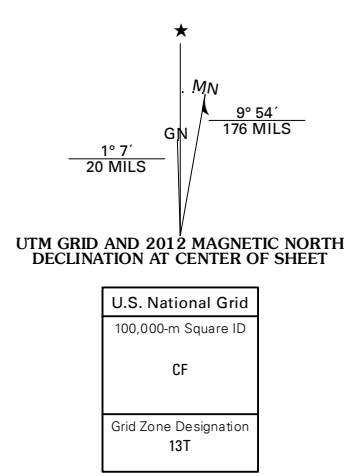 ★
MN
GN
9° 54´
176 MILS
1° 7´
20 MILS
UTM GRID AND 2012 MAGNETIC NORTH
DECLINATION AT CENTER OF SHEET
U.S. National Grid
100,000-m Square ID
CF
Grid Zone Designation
13T